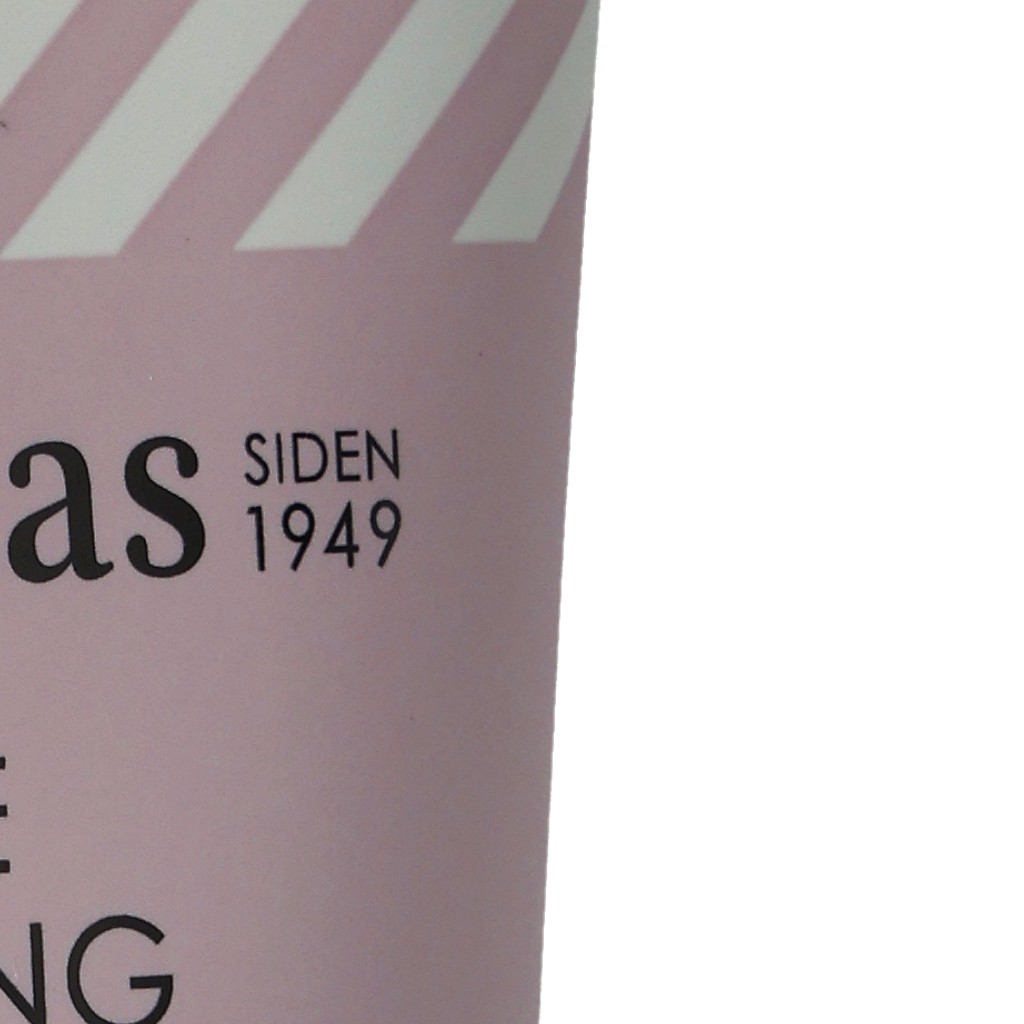 as SIDEN
1949
E
NG